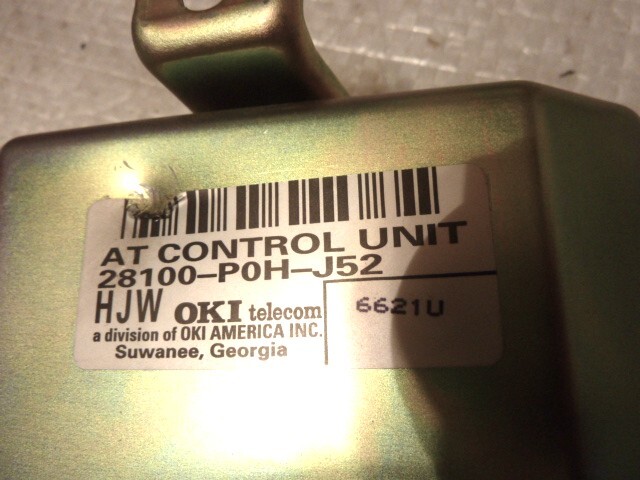 AT CONTROL UNIT
28100-P0H-J52
HJW OKI telecom
a division of OKI AMERICA INC.
Suwanee, Georgia
6621U